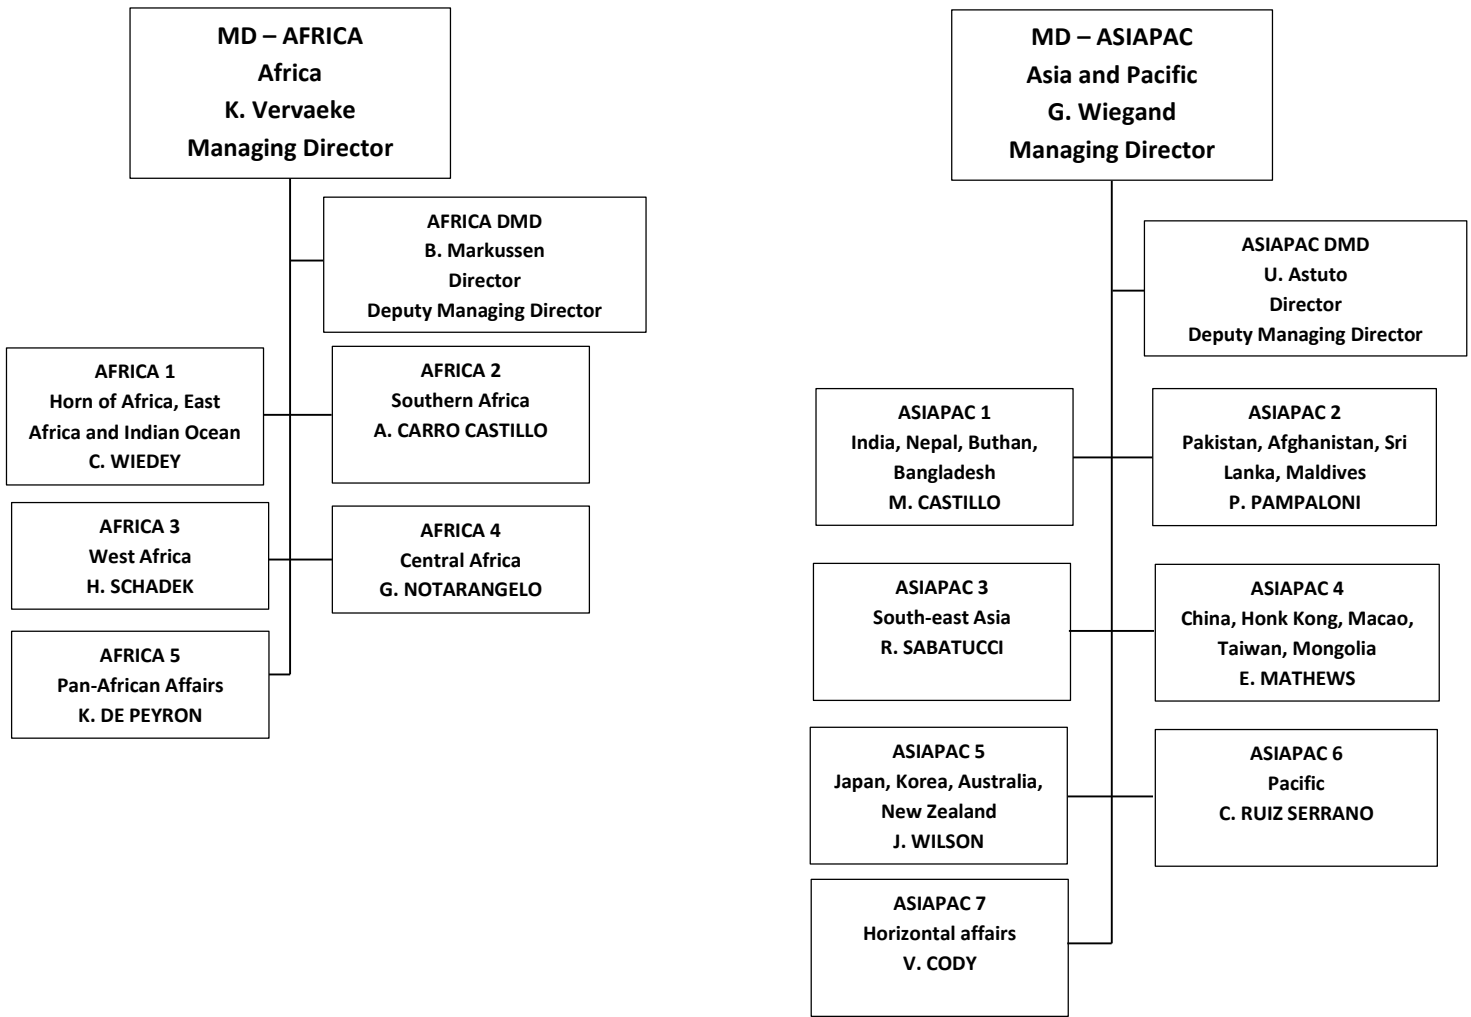 MD – AFRICA
Africa
K. Vervaeke
Managing Director
AFRICA DMD
B. Markussen
Director
Deputy Managing Director
AFRICA 1
Horn of Africa, East
Africa and Indian Ocean
C. WIEDEY
AFRICA 2
Southern Africa
A. CARRO CASTILLO
AFRICA 3
West Africa
H. SCHADEK
AFRICA 4
Central Africa
G. NOTARANGELO
AFRICA 5
Pan-African Affairs
K. DE PEYRON
MD – ASIAPAC
Asia and Pacific
G. Wiegand
Managing Director
ASIAPAC DMD
U. Astuto
Director
Deputy Managing Director
ASIAPAC 1
India, Nepal, Buthan,
Bangladesh
M. CASTILLO
ASIAPAC 2
Pakistan, Afghanistan, Sri
Lanka, Maldives
P. PAMPALONI
ASIAPAC 3
South-east Asia
R. SABATUCCI
ASIAPAC 4
China, Honk Kong, Macao,
Taiwan, Mongolia
E. MATHEWS
ASIAPAC 5
Japan, Korea, Australia,
New Zealand
J. WILSON
ASIAPAC 6
Pacific
C. RUIZ SERRANO
ASIAPAC 7
Horizontal affairs
V. CODY